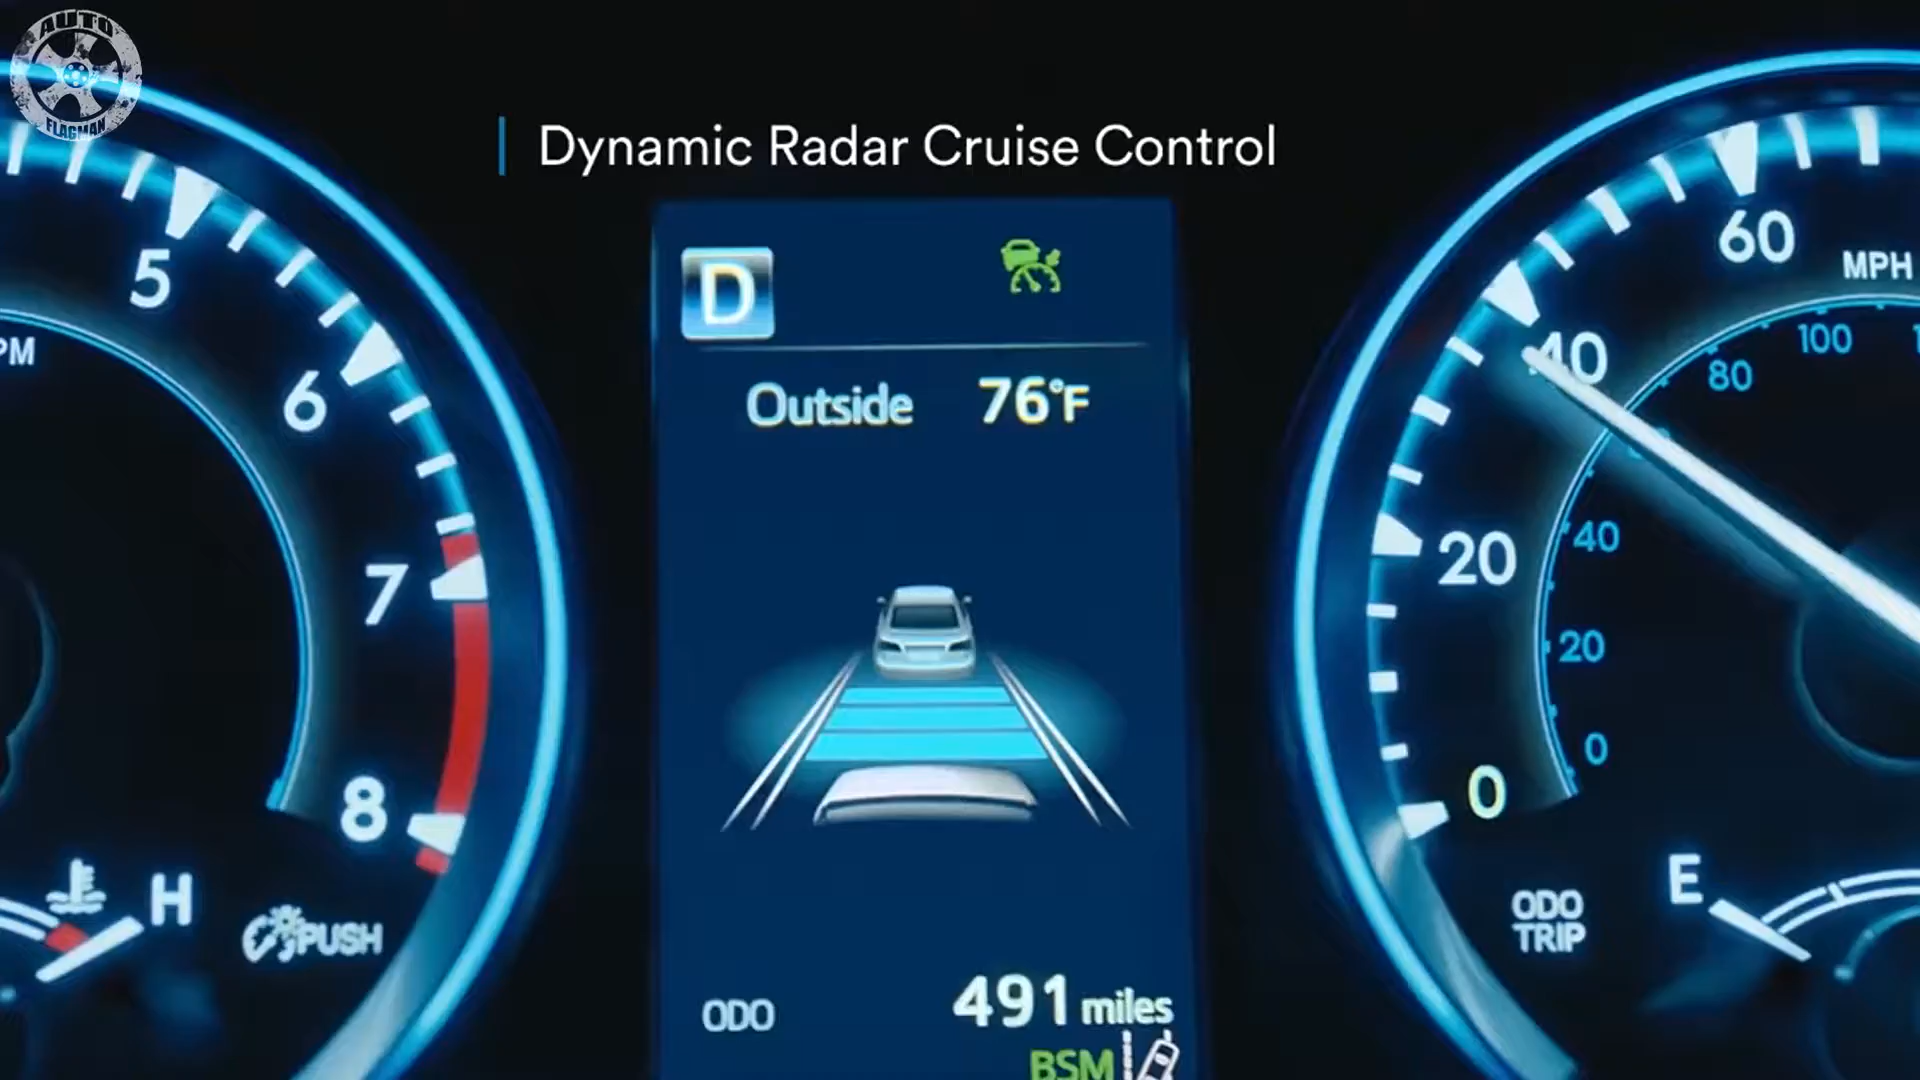 AUTO
FLAGMAN
Dynamic Radar Cruise Control
D
Outside 76°F
5
6
7
8
H
PUSH
60
MPH
40
20
0
100
80
40
20
0
E
ODO
TRIP
ODO 491 miles
BSM